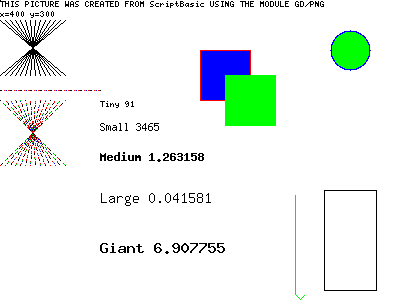 THIS PICTURE WAS CREATED FROM ScriptBasic USING THE MODULE GD/PNG
x=400 y=300
Tiny 91
Small 3465
Medium 1.263158
Large 0.041581
Giant 6.907755